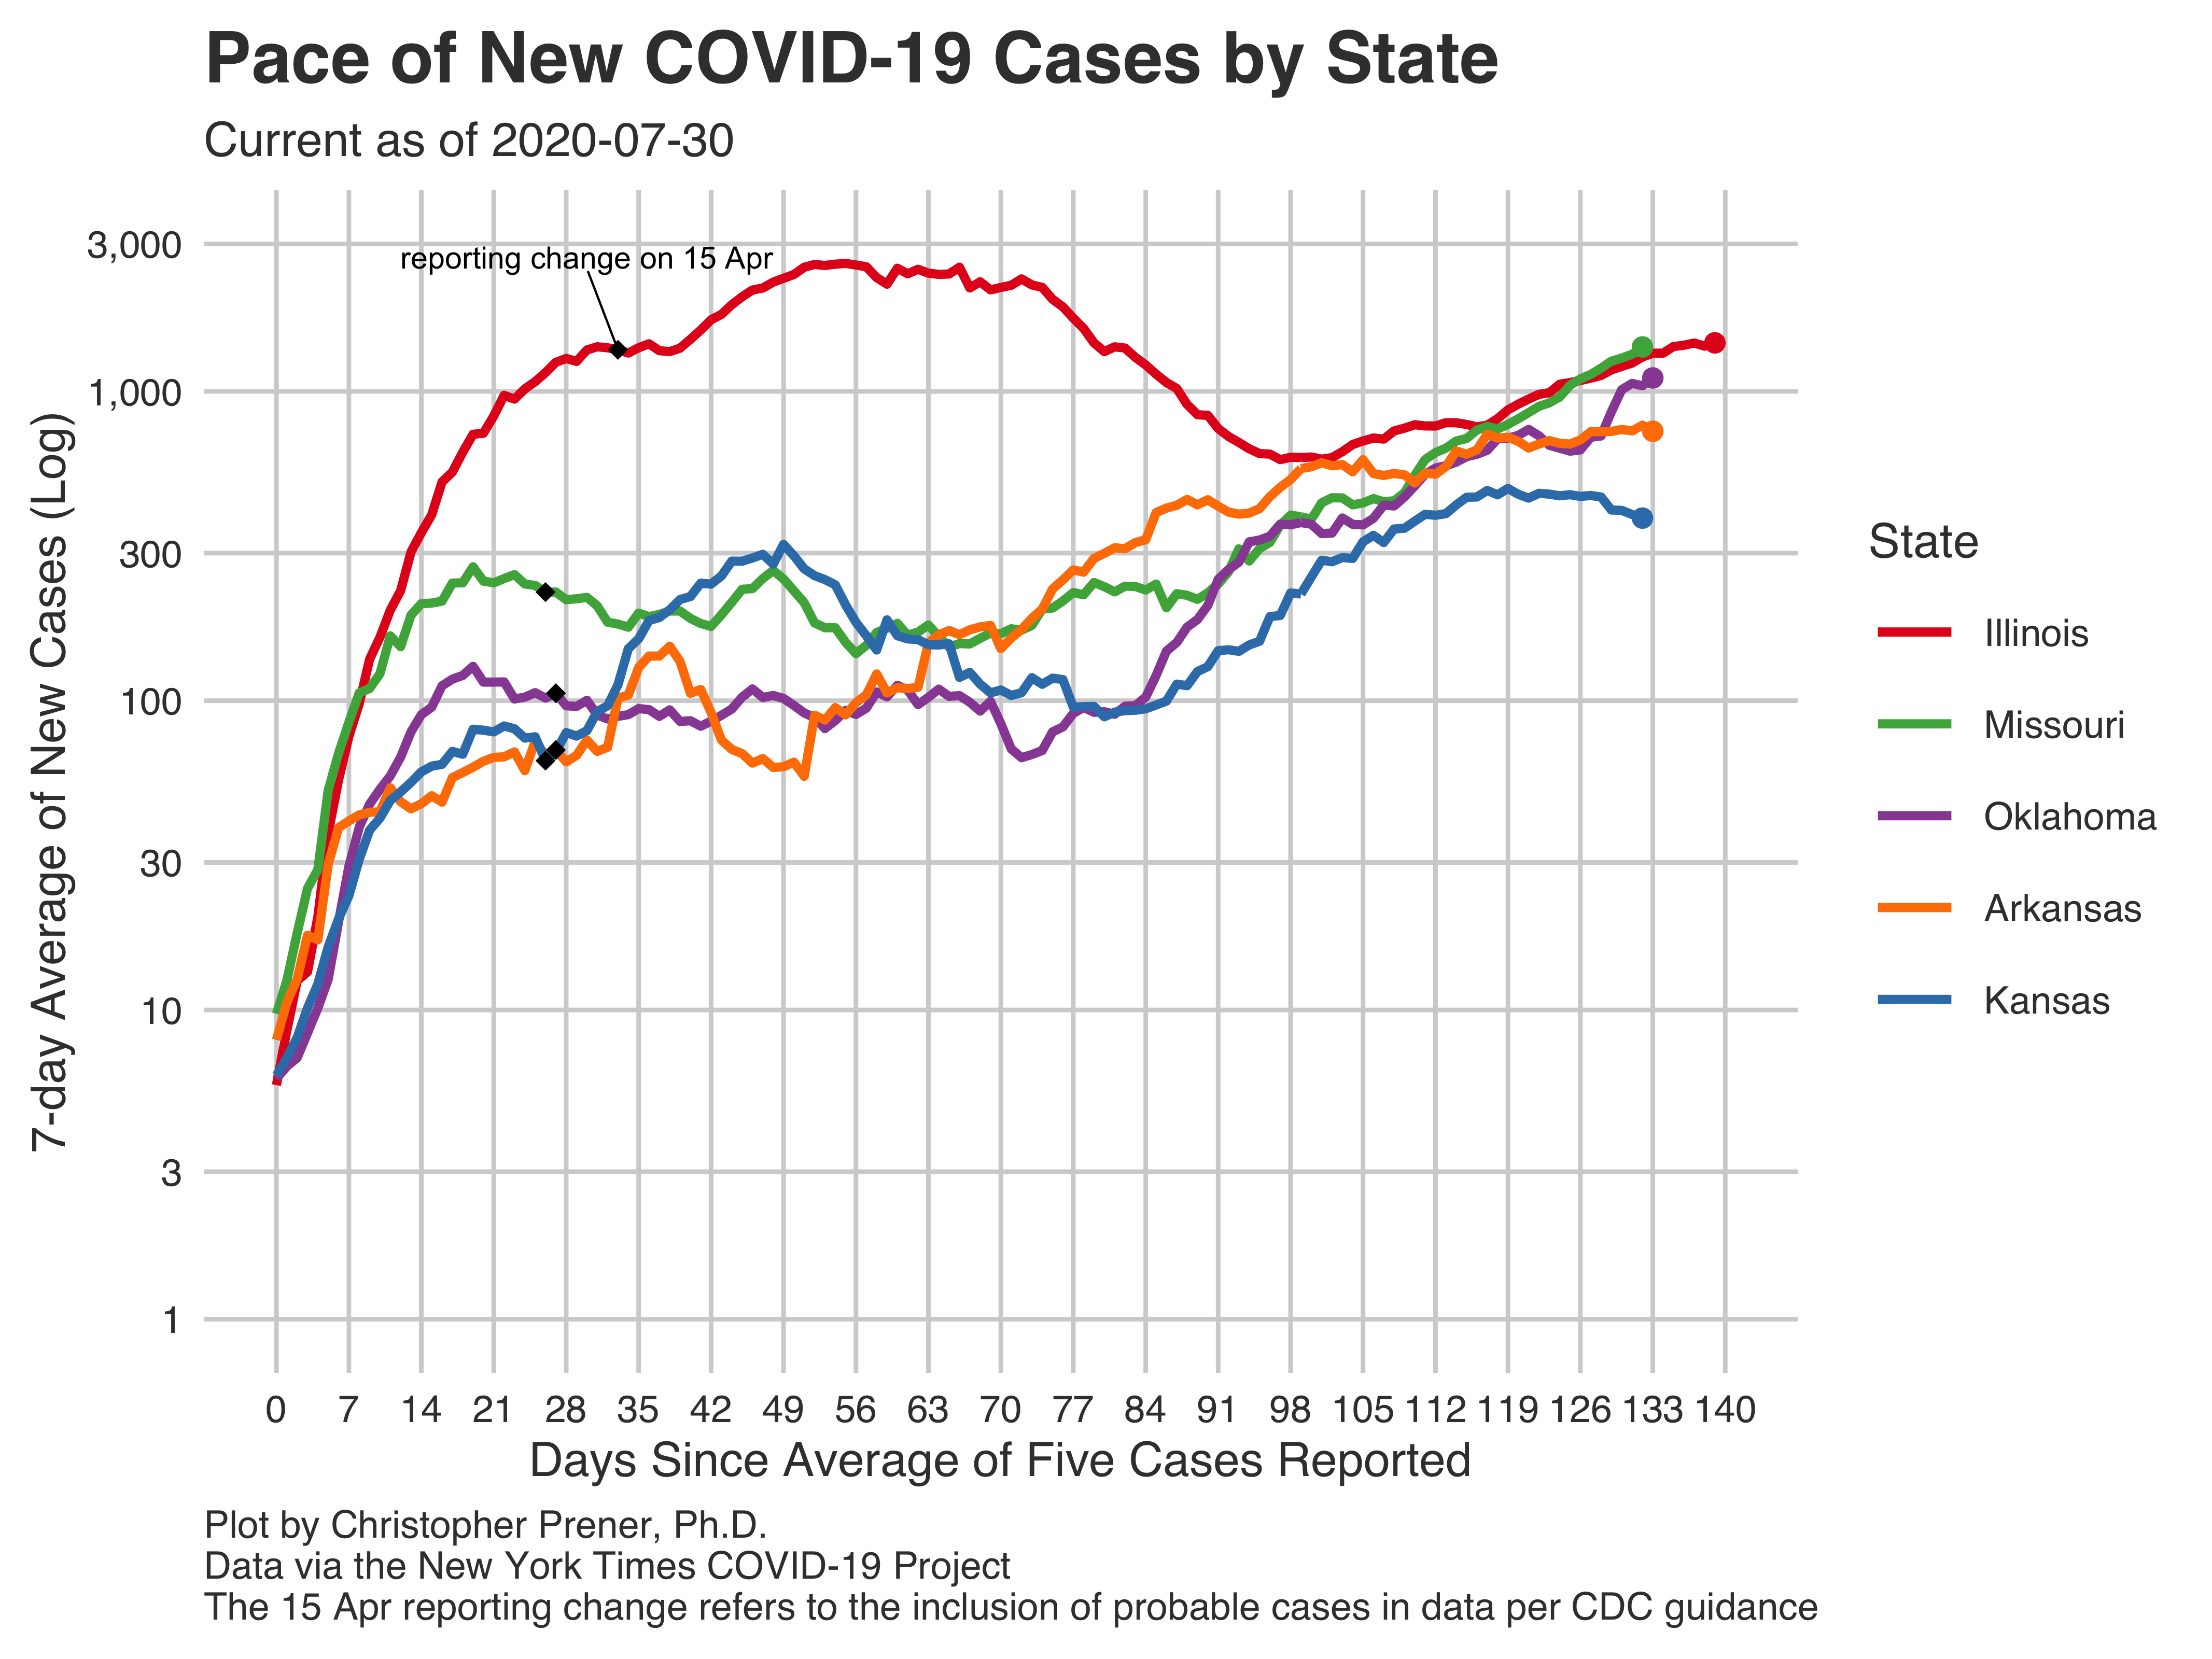 Pace of New COVID-19 Cases by State
Current as of 2020-07-30
7-day Average of New Cases (Log)
3,000
1,000
300
100
30
10
3
1
reporting change on 15 Apr
0 7 14 21 28 35 42 49 56 63 70 77 84 91 98 105 112 119 126 133 140
Days Since Average of Five Cases Reported
State
Illinois
Missouri
Oklahoma
Arkansas
Kansas
Plot by Christopher Prener, Ph.D.
Data via the New York Times COVID-19 Project
The 15 Apr reporting change refers to the inclusion of probable cases in data per CDC guidance